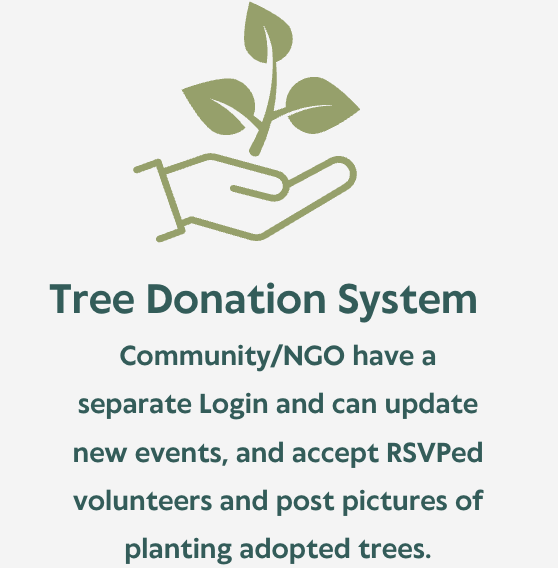 Tree Donation System
Community/NGO have a
separate Login and can update
new events, and accept RSVPed
volunteers and post pictures of
planting adopted trees.